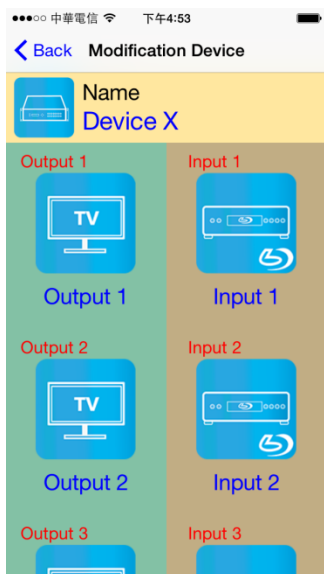 中華電信 下午4:53
Back Modification Device
Name
Device X
Output 1 Input 1
TV
Output 1 Input 1
Output 2 Input 2
TV
Output 2 Input 2
Output 3 Input 3